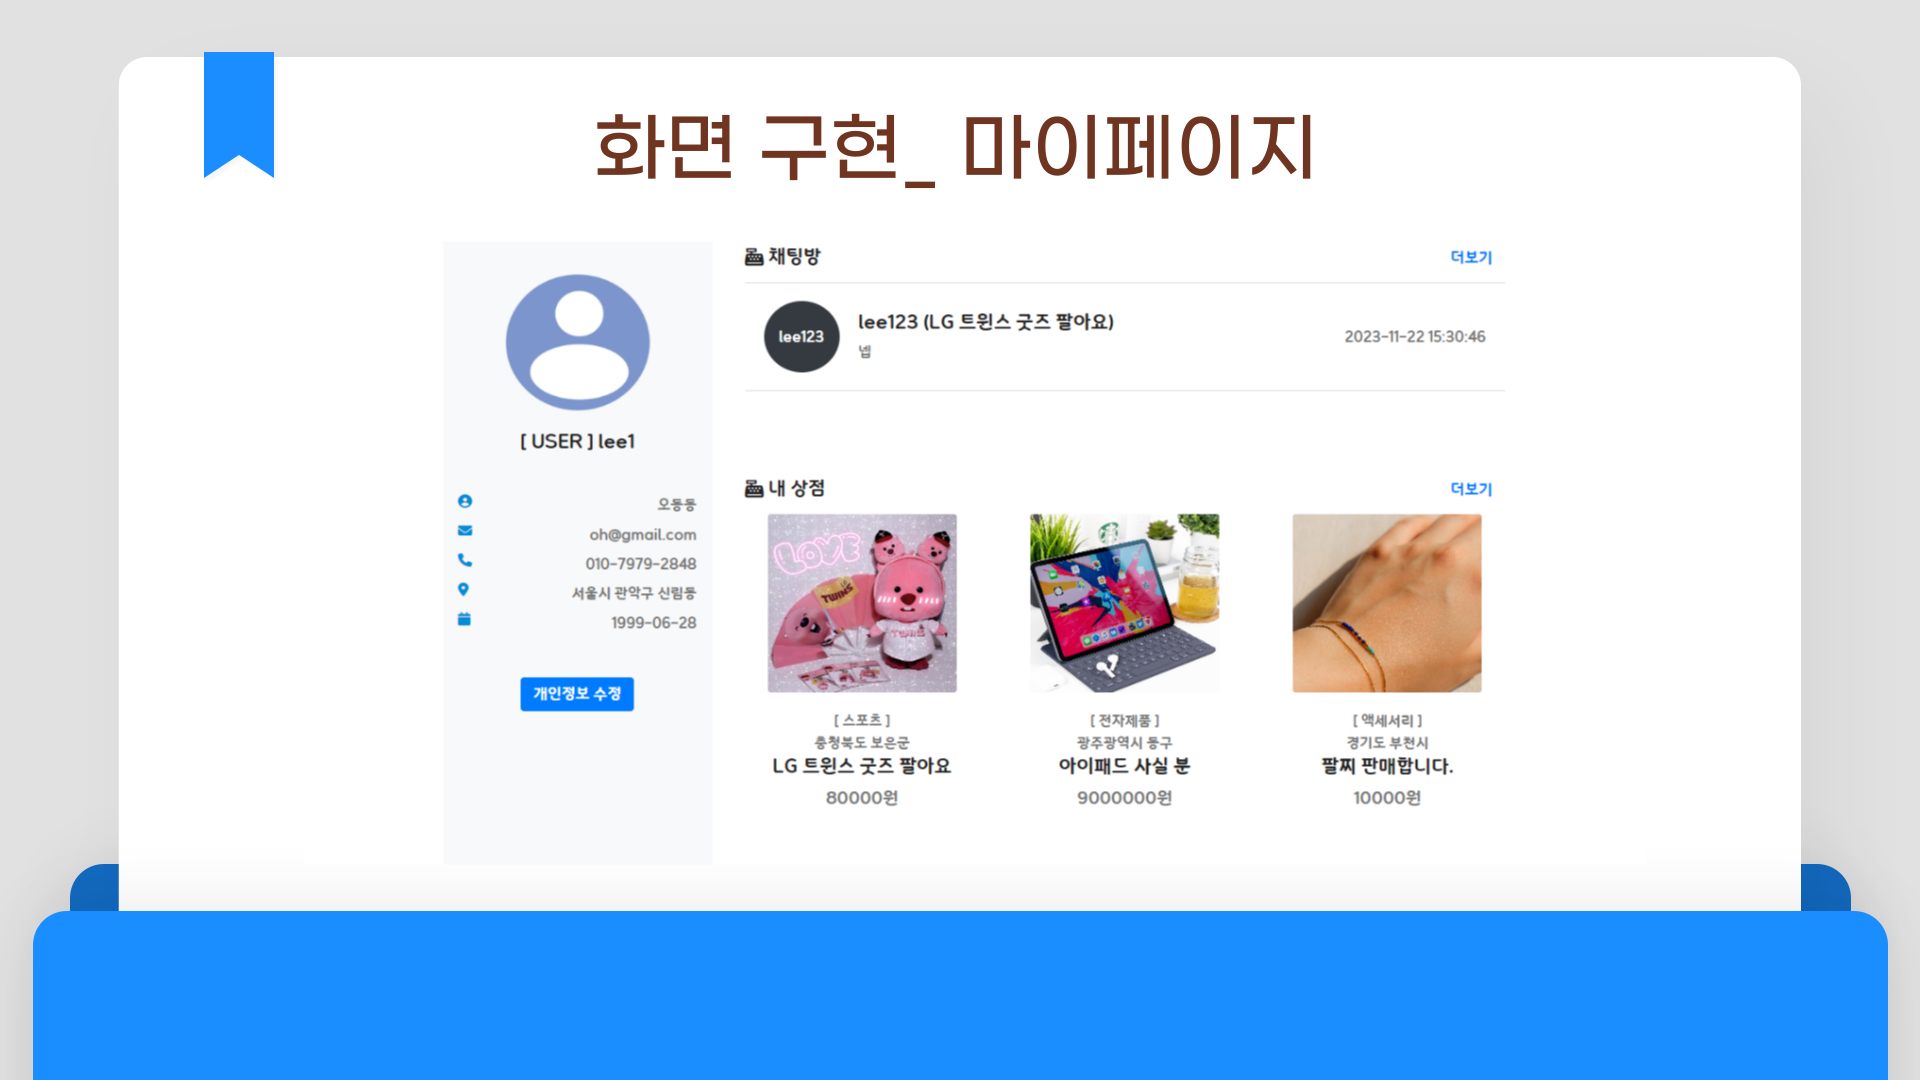 화면 구현_ 마이페이지
[ USER ] lee1
오동동
oh@gmail.com
010-7979-2848
서울시 관악구 신림동
1999-06-28
개인정보 수정
채팅방
더보기
lee123
lee123 (LG 트윈스 굿즈 팔아요)
넵
2023-11-22 15:30:46
내 상점
더보기
LOVE
TWINS
TWINS
[ 스포츠 ]
충청북도 보은군
LG 트윈스 굿즈 팔아요
80000원
[ 전자제품 ]
광주광역시 동구
아이패드 사실 분
9000000원
[ 액세서리 ]
경기도 부천시
팔찌 판매합니다.
10000원